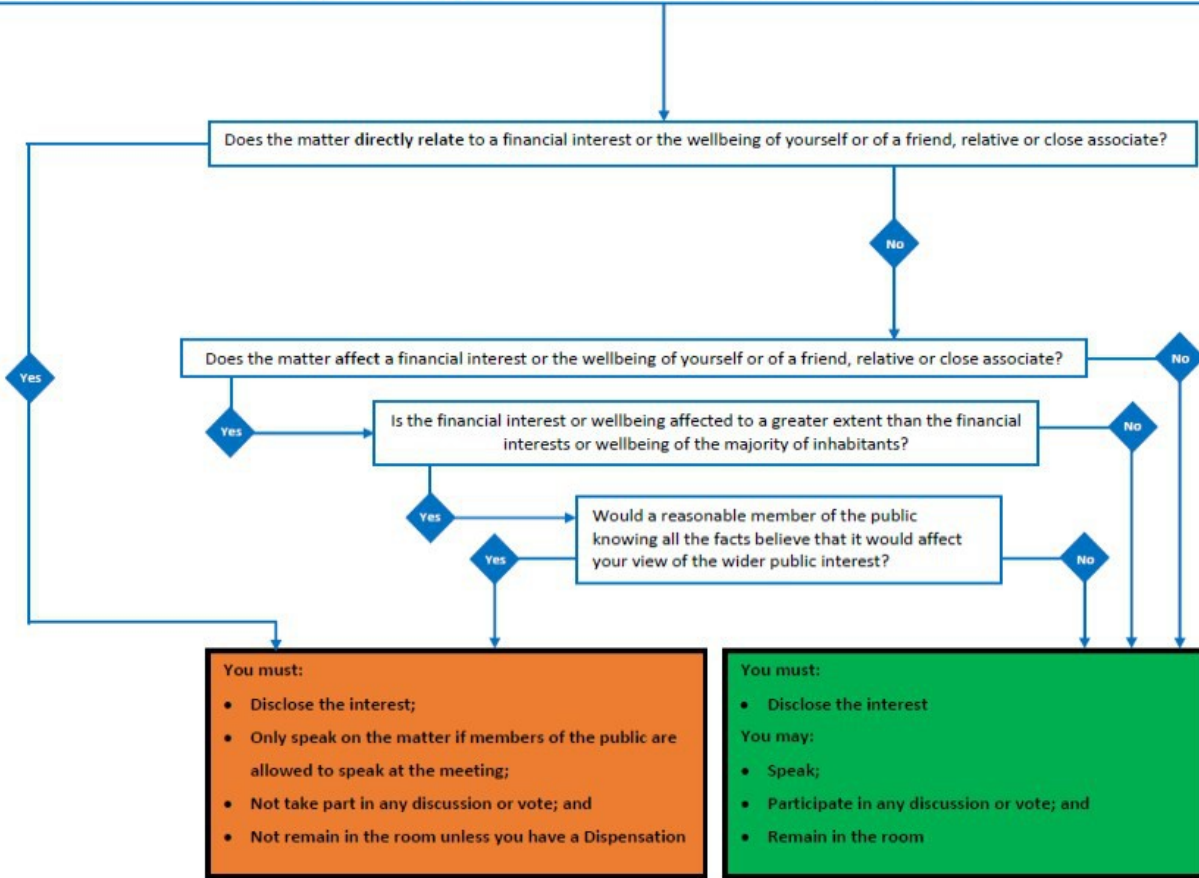 Does the matter directly relate to a financial interest or the wellbeing of yourself or of a friend, relative or close associate?
No
Does the matter affect a financial interest or the wellbeing of yourself or of a friend, relative or close associate?
No
Yes
Yes
Is the financial interest or wellbeing affected to a greater extent than the financial
interests or wellbeing of the majority of inhabitants?
No
Yes
Would a reasonable member of the public
knowing all the facts believe that it would affect
your view of the wider public interest?
Yes
No
You must:
• Disclose the interest;
• Only speak on the matter if members of the public are
allowed to speak at the meeting;
• Not take part in any discussion or vote; and
• Not remain in the room unless you have a Dispensation
You must:
• Disclose the interest
You may:
• Speak;
• Participate in any discussion or vote; and
• Remain in the room